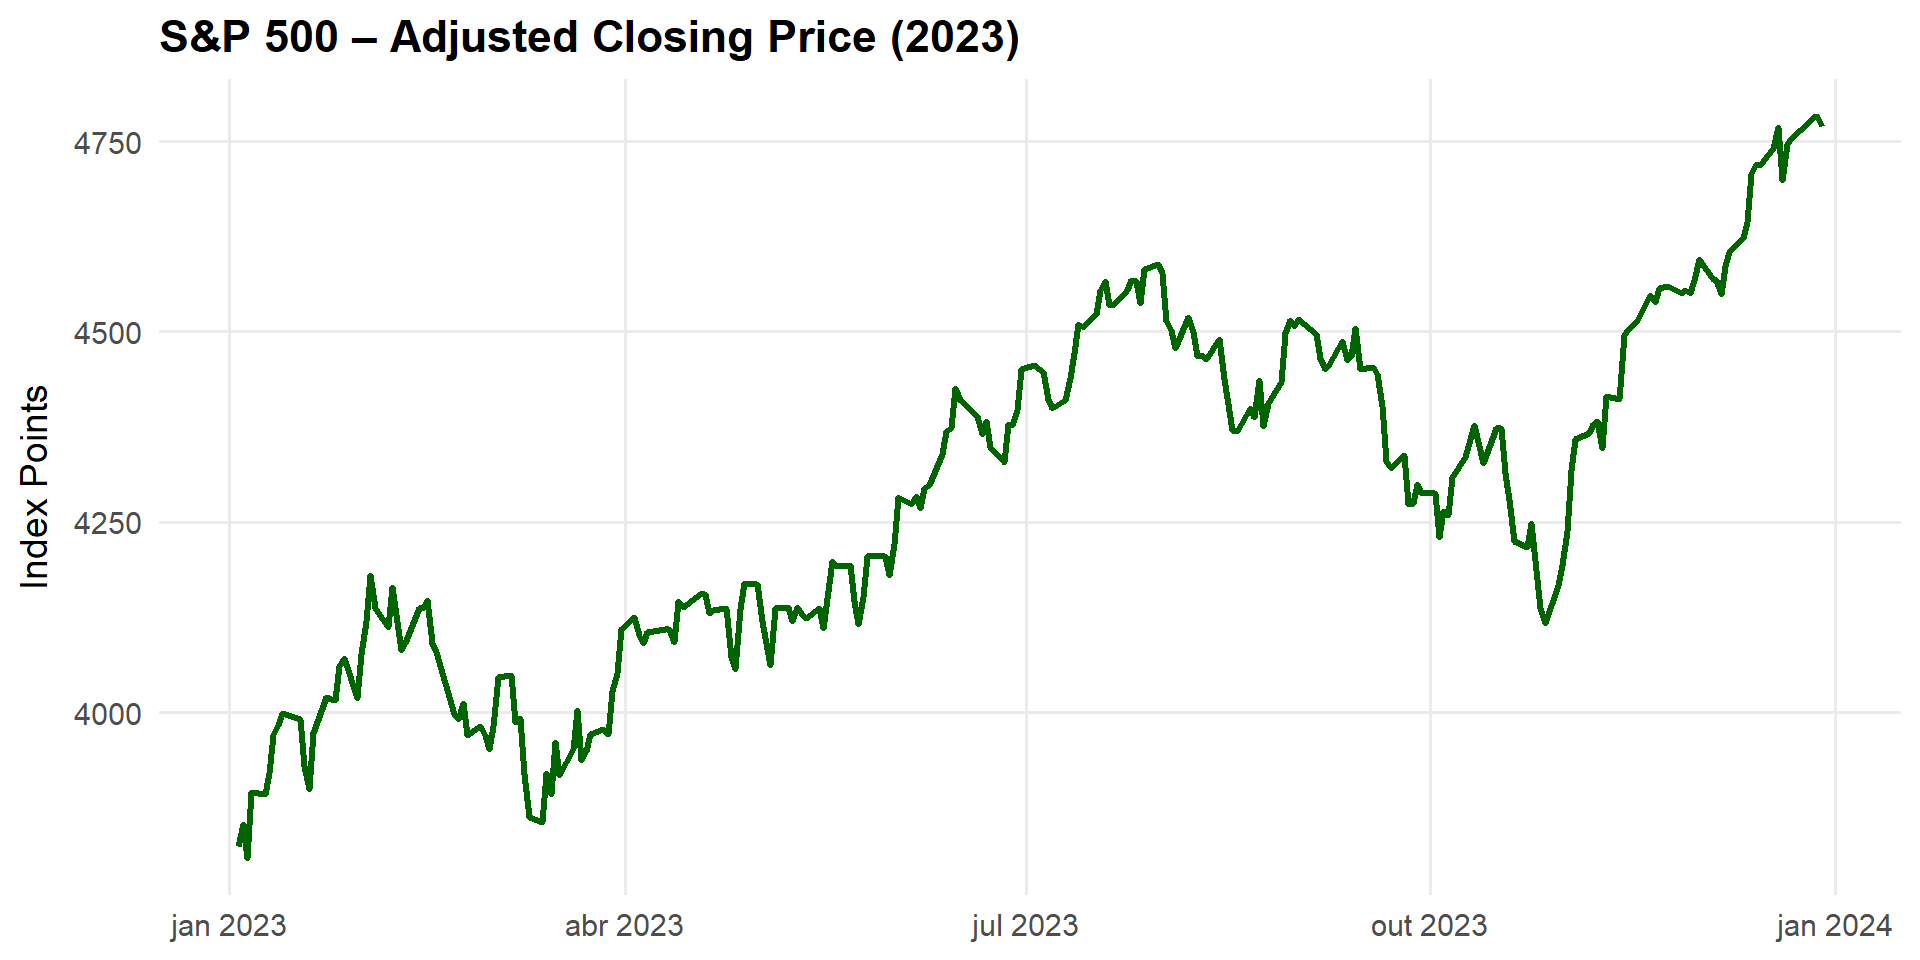 S&P 500 – Adjusted Closing Price (2023)
Index Points
4750
4500
4250
4000
jan 2023
abr 2023
jul 2023
out 2023
jan 2024